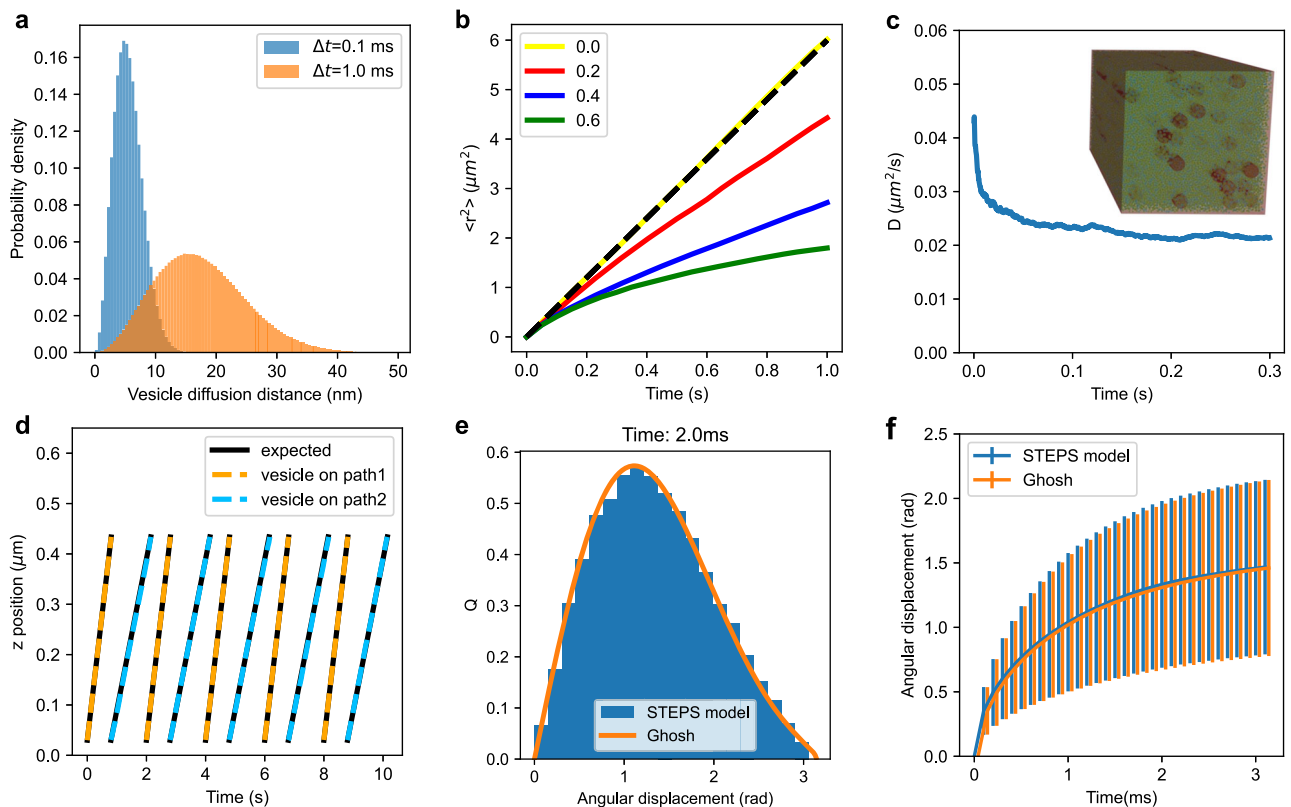 a
Δt=0.1 ms
Δt=1.0 ms
Probability density
0.16
0.14
0.12
0.10
0.08
0.06
0.04
0.02
0.00
0 10 20 30 40 50
Vesicle diffusion distance (nm)
b
0.0
0.2
0.4
0.6
<r²> (μm²)
6
5
4
3
2
1
0
0.0 0.2 0.4 0.6 0.8 1.0
Time (s)
c
D (μm²/s)
0.06
0.05
0.04
0.03
0.02
0.01
0.00
0.0 0.1 0.2 0.3
Time (s)
d
expected
vesicle on path1
vesicle on path2
z position (μm)
0.6
0.5
0.4
0.3
0.2
0.1
0.0
0 2 4 6 8 10
Time (s)
e
Time: 2.0ms
Q
0.6
0.5
0.4
0.3
0.2
0.1
0.0
STEPS model
Ghosh
0 1 2 3
Angular displacement (rad)
f
STEPS model
Ghosh
Angular displacement (rad)
2.5
2.0
1.5
1.0
0.5
0.0
0 1 2 3
Time(ms)